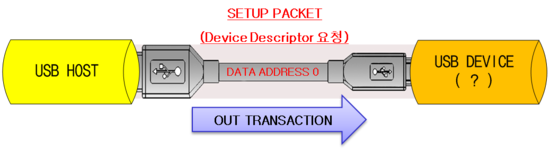 SETUP PACKET
(Device Descriptor 요청)
USB HOST
DATA ADDRESS 0
USB DEVICE
( ? )
OUT TRANSACTION